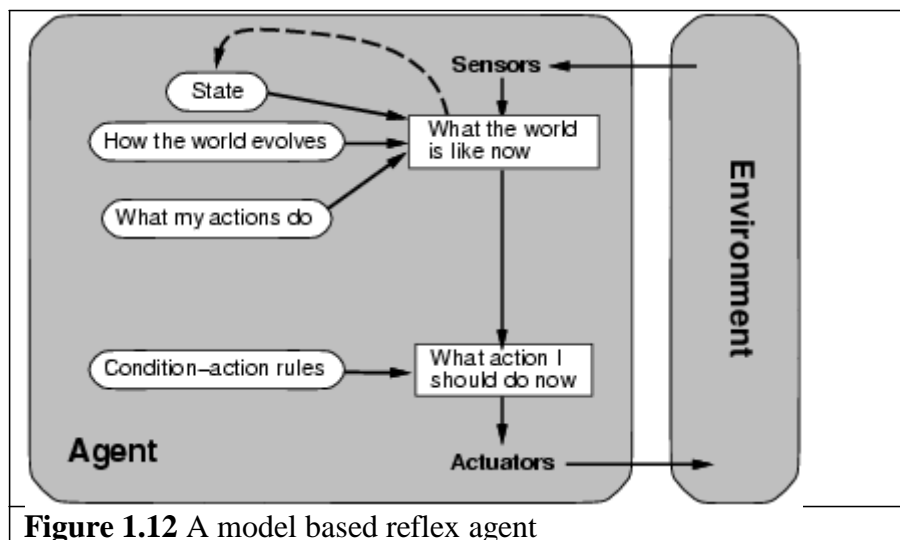 Sensors
State
What the world
is like now
How the world evolves
What my actions do
Environment
Condition–action rules
What action I
should do now
Agent
Actuators
Figure 1.12 A model based reflex agent